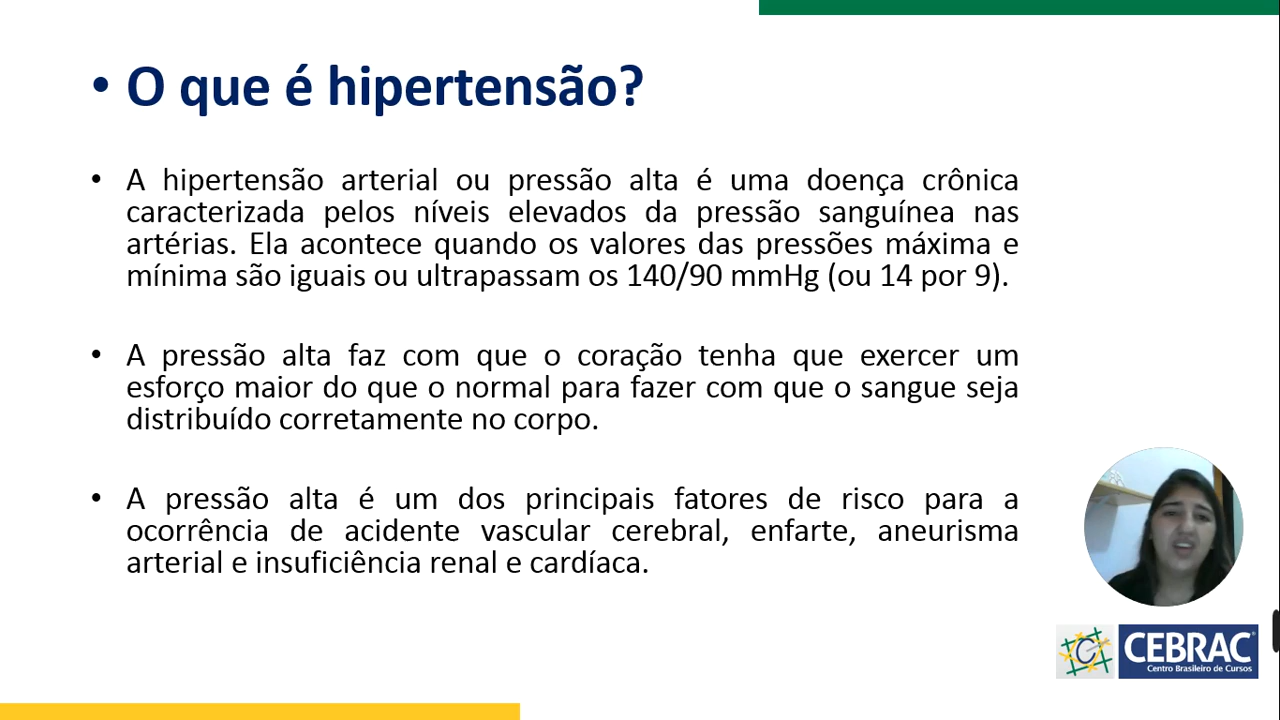 • O que é hipertensão?
• A hipertensão arterial ou pressão alta é uma doença crônica
caracterizada pelos níveis elevados da pressão sanguínea nas
artérias. Ela acontece quando os valores das pressões máxima e
mínima são iguais ou ultrapassam os 140/90 mmHg (ou 14 por 9).
• A pressão alta faz com que o coração tenha que exercer um
esforço maior do que o normal para fazer com que o sangue seja
distribuído corretamente no corpo.
• A pressão alta é um dos principais fatores de risco para a
ocorrência de acidente vascular cerebral, enfarte, aneurisma
arterial e insuficiência renal e cardíaca.
C
CEBRAC®
Centro Brasileiro de Cursos